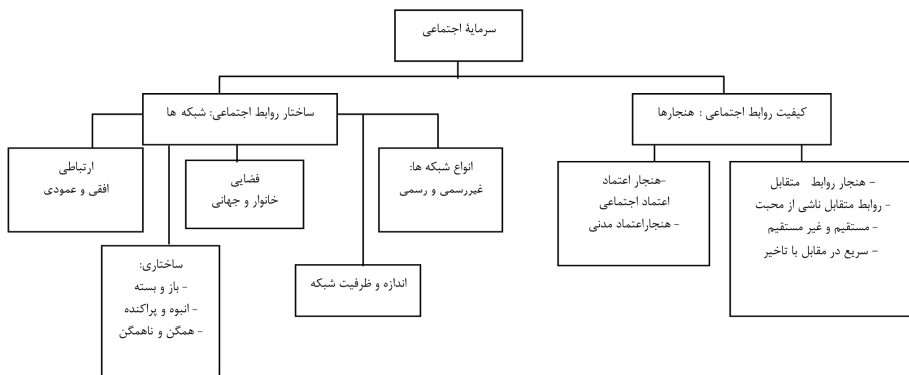 سرمایۀ اجتماعی
کیفیت روابط اجتماعی : هنجارها
ساختار روابط اجتماعی: شبکه ها
- هنجار روابط متقابل
- روابط متقابل ناشی از محبت
- مستقیم و غیر مستقیم
- سریع در مقابل با تاخیر
-هنجار اعتماد
اعتماد اجتماعی
- هنجاراعتماد مدنی
انواع شبکه ها:
غیررسمی و رسمی
اندازه و ظرفیت شبکه
فضایی
خانوار و جهانی
ساختاری:
- باز و بسته
- انبوه و پراکنده
- همگن و ناهمگن
ارتباطی
افقی و عمودی